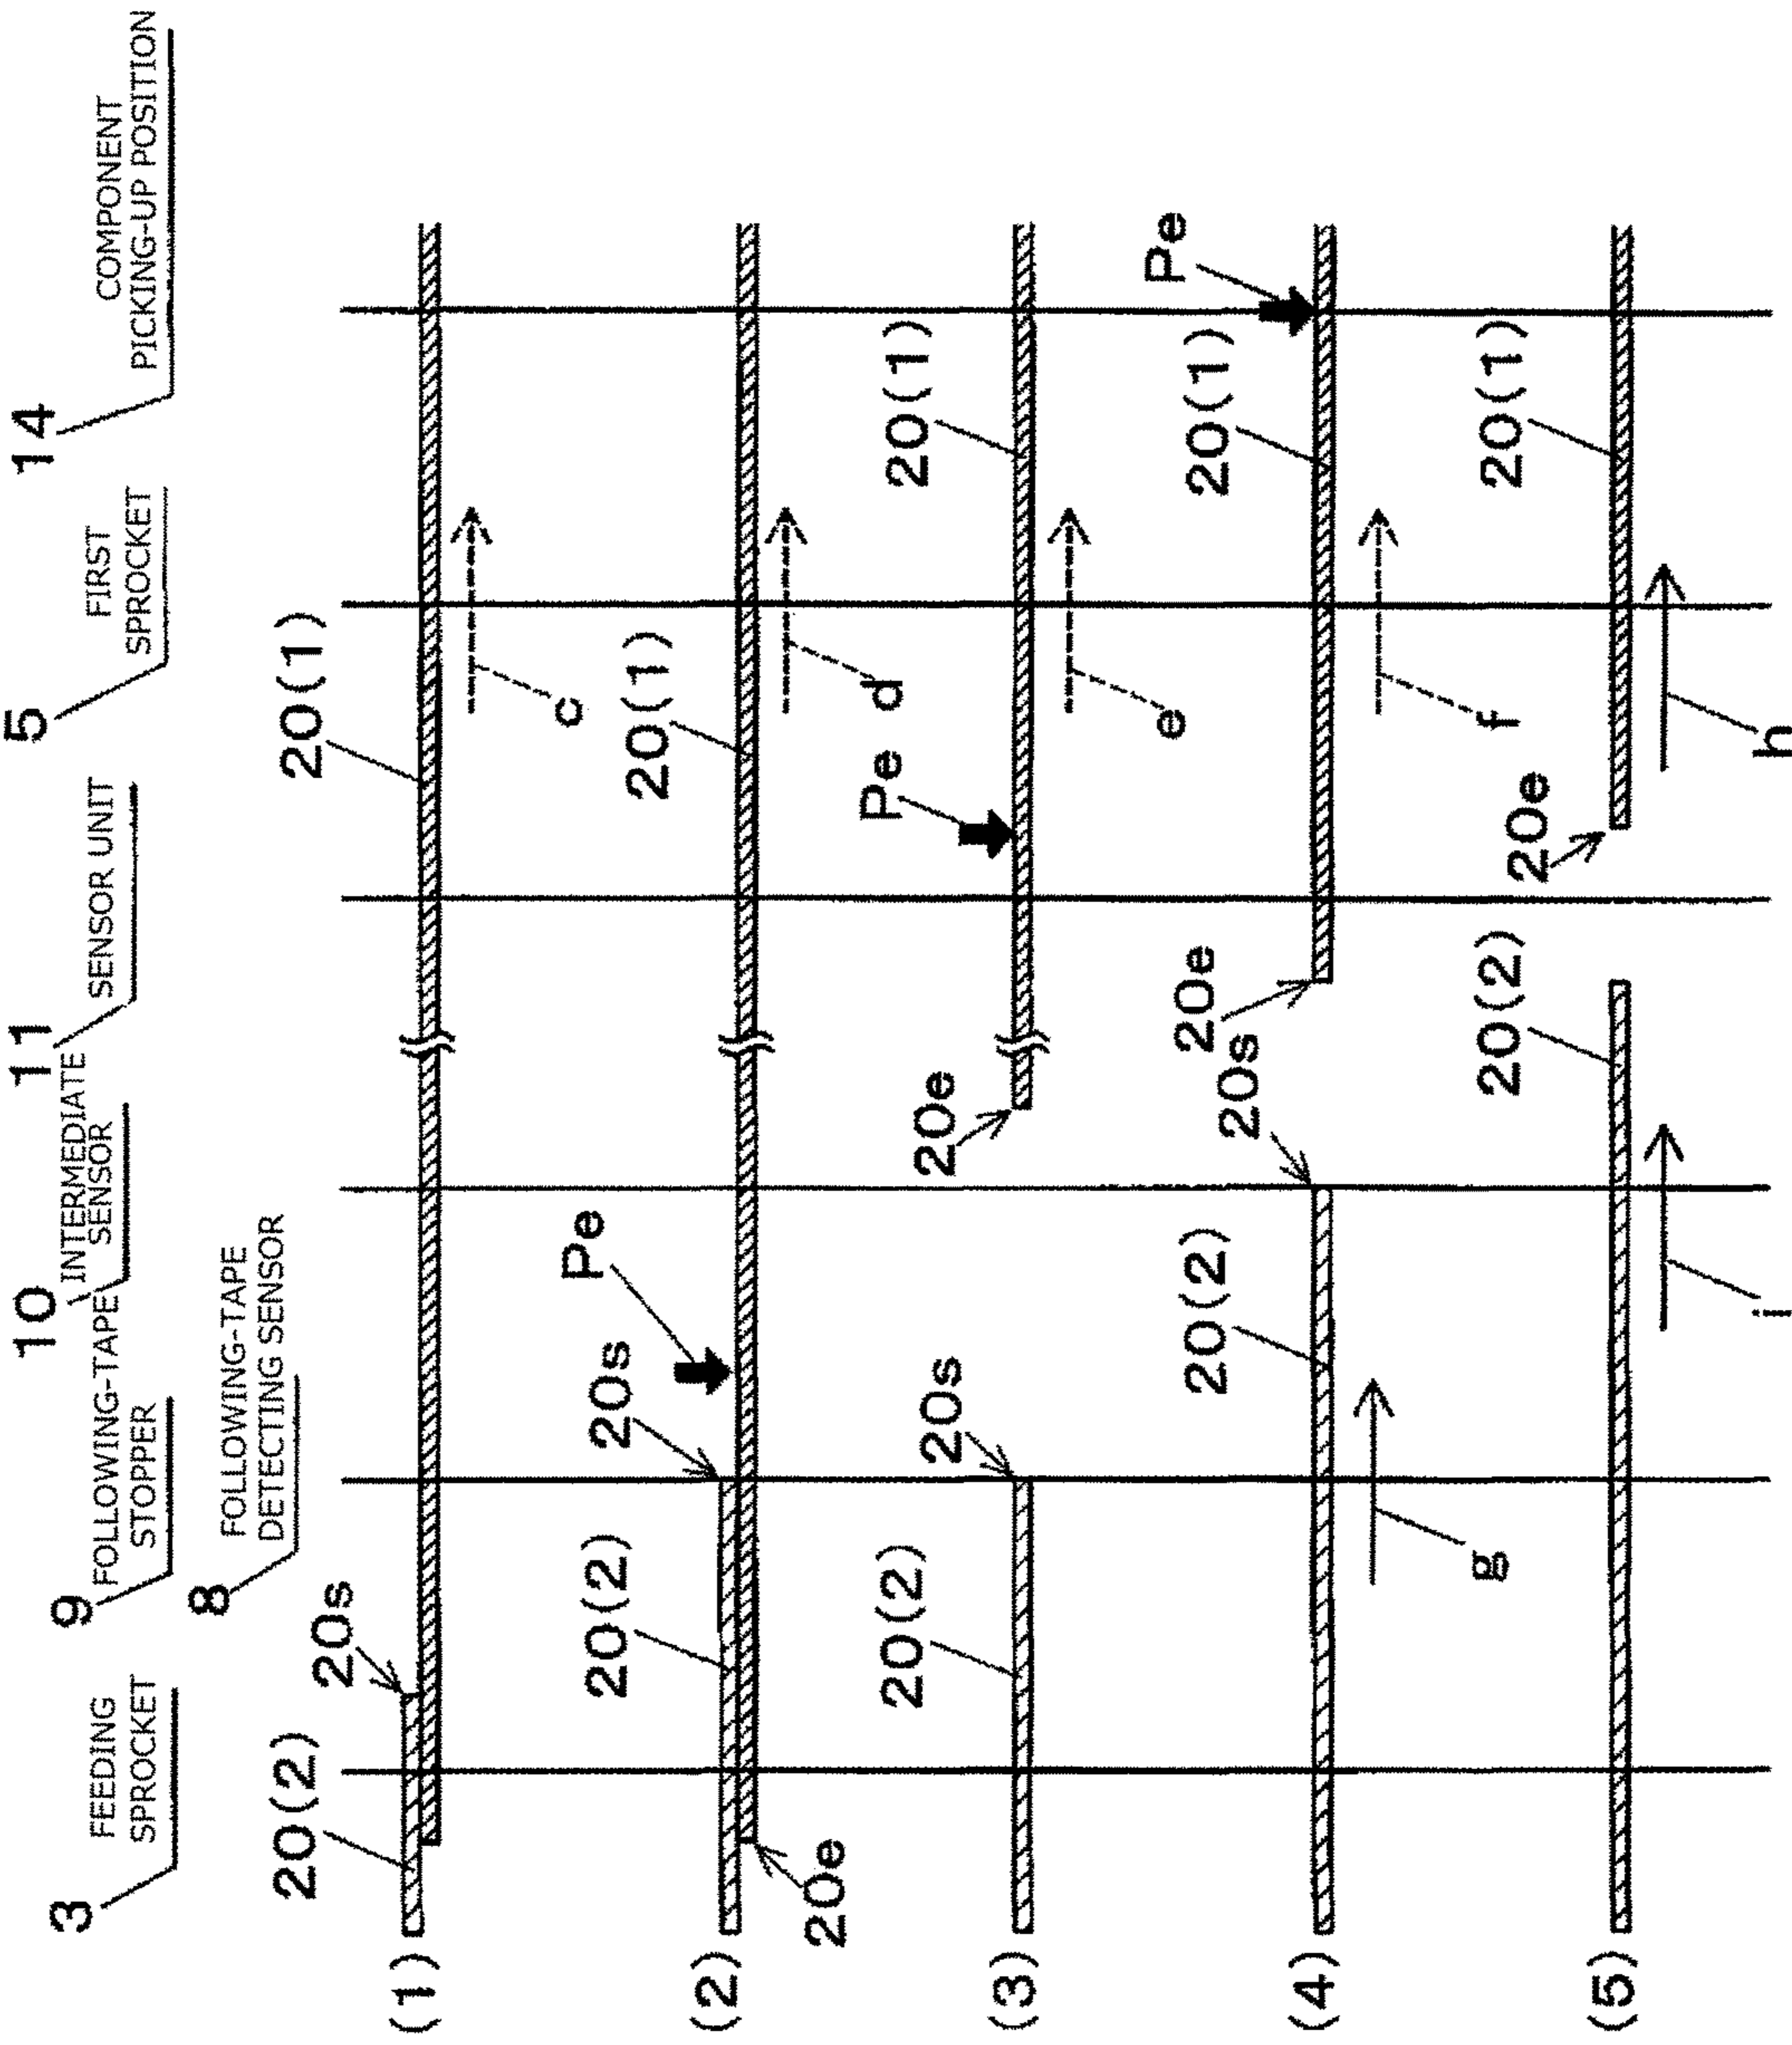 3
FEEDING
SPROCKET
9
FOLLOWING-TAPE
STOPPER
8
FOLLOWING-TAPE
DETECTING SENSOR
10
INTERMEDIATE
SENSOR
11
SENSOR UNIT
5
FIRST
SPROCKET
14
COMPONENT
PICKING-UP POSITION
(1)
20(2)
20s
20(1)
c
(2)
20(2)
20e
20s
Pe
20(1)
d
(3)
20(2)
20s
20e
Pe
20(1)
e
(4)
20(2)
g
20s
20e
20(1)
Pe
f
(5)
20(2)
i
20e
20(1)
h